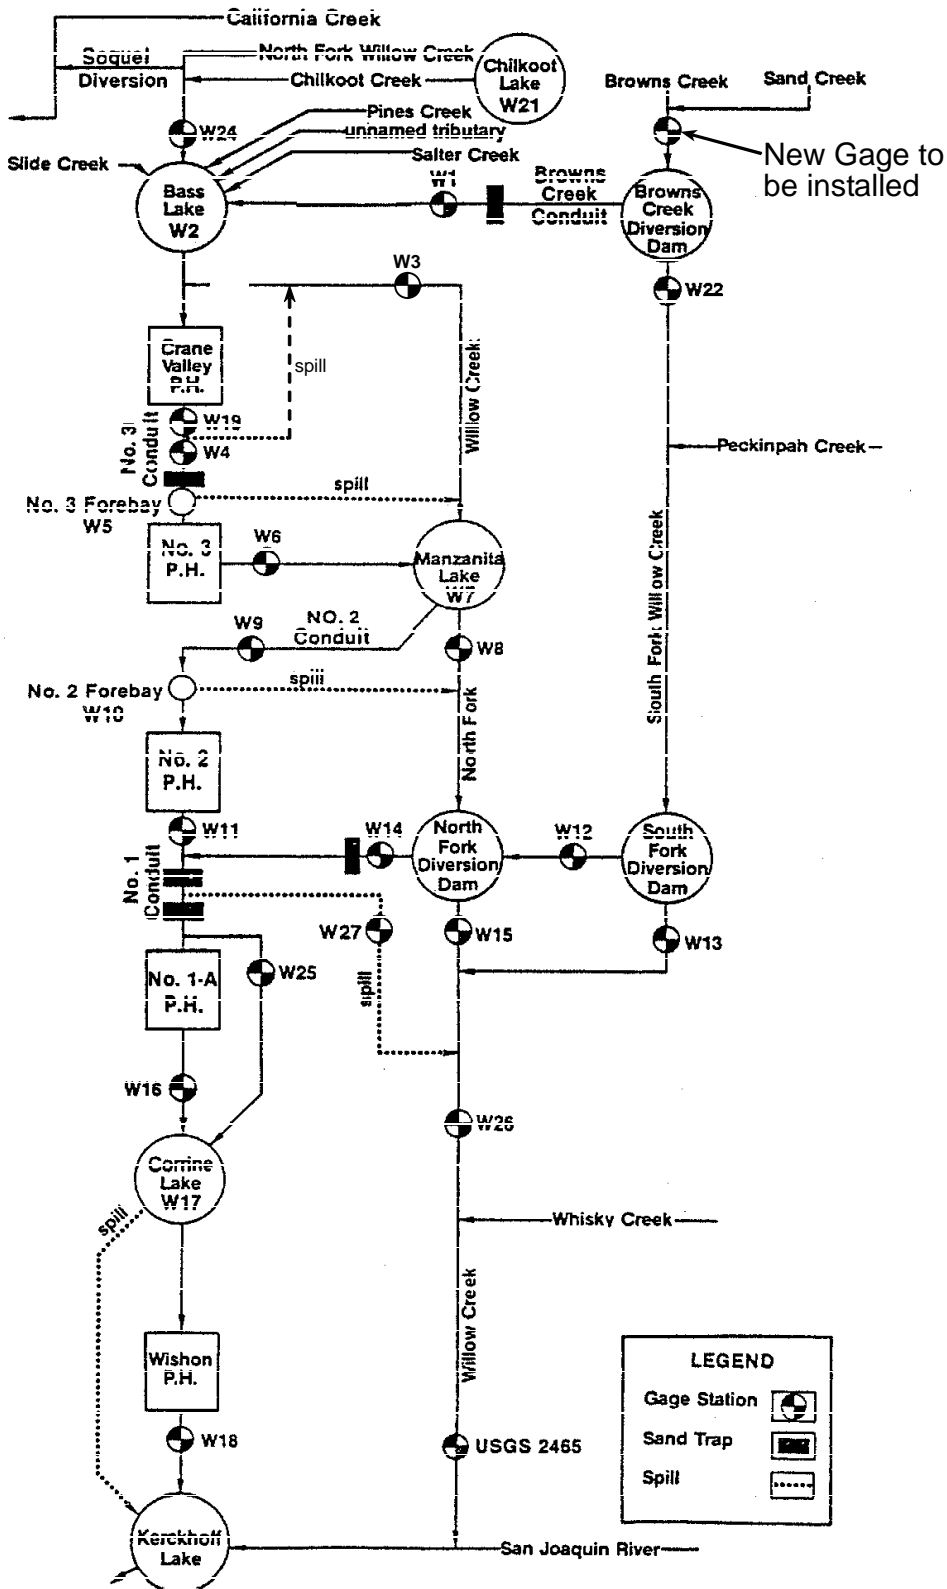 California Creek
Soquel
Diversion
North Fork Willow Creek
Chilkoot Creek
Chilkoot
Lake
W21
Browns Creek
Sand Creek
Pines Creek
unnamed tributary
Salter Creek
W24
Slide Creek
New Gage to
be installed
Bass
Lake
W2
W1
Browns
Creek
Conduit
Browns
Creek
Diversion
Dam
W3
W22
Crane
Valley
P.H.
spill
Willow Creek
No. 3
Conduit
W19
W4
Peckinpah Creek
spill
No. 3 Forebay
W5
No. 3
P.H.
W6
Manzanita
Lake
W7
South Fork Willow Creek
W9
NO. 2
Conduit
W8
No. 2 Forebay
W10
spill
North Fork
No. 2
P.H.
W11
W14
North
Fork
Diversion
Dam
W12
South
Fork
Diversion
Dam
No. 1
Conduit
W27
W15
W13
No. 1-A
P.H.
W25
spill
W16
W26
Corrine
Lake
W17
spill
Whisky Creek
Willow Creek
Wishon
P.H.
W18
USGS 2465
LEGEND
Gage Station
Sand Trap
Spill
Kerckhoff
Lake
San Joaquin River